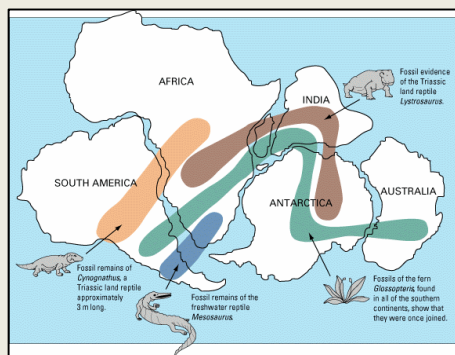 AFRICA
INDIA
Fossil evidence
of the Triassic
land reptile
Lystrosaurus.
SOUTH AMERICA
ANTARCTICA
AUSTRALIA
Fossil remains of
Cynognathus, a
Triassic land reptile
approximately
3 m long.
Fossil remains of the
freshwater reptile
Mesosaurus.
Fossils of the fern
Glossopteris, found
in all of the southern
continents, show that
they were once joined.